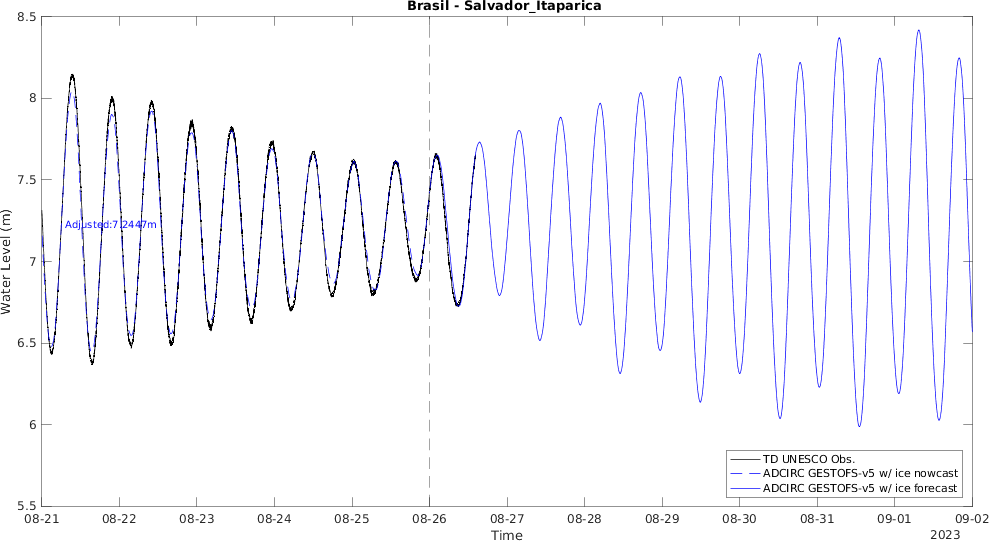 Brasil - Salvador_Itaparica
8.5
8
7.5
7
6.5
6
5.5
Water Level (m)
Adjusted:7.2447m
TD UNESCO Obs.
ADCIRC GESTOFS-v5 w/ ice nowcast
ADCIRC GESTOFS-v5 w/ ice forecast
08-21 08-22 08-23 08-24 08-25 08-26 08-27 08-28 08-29 08-30 08-31 09-01 09-02
Time
2023